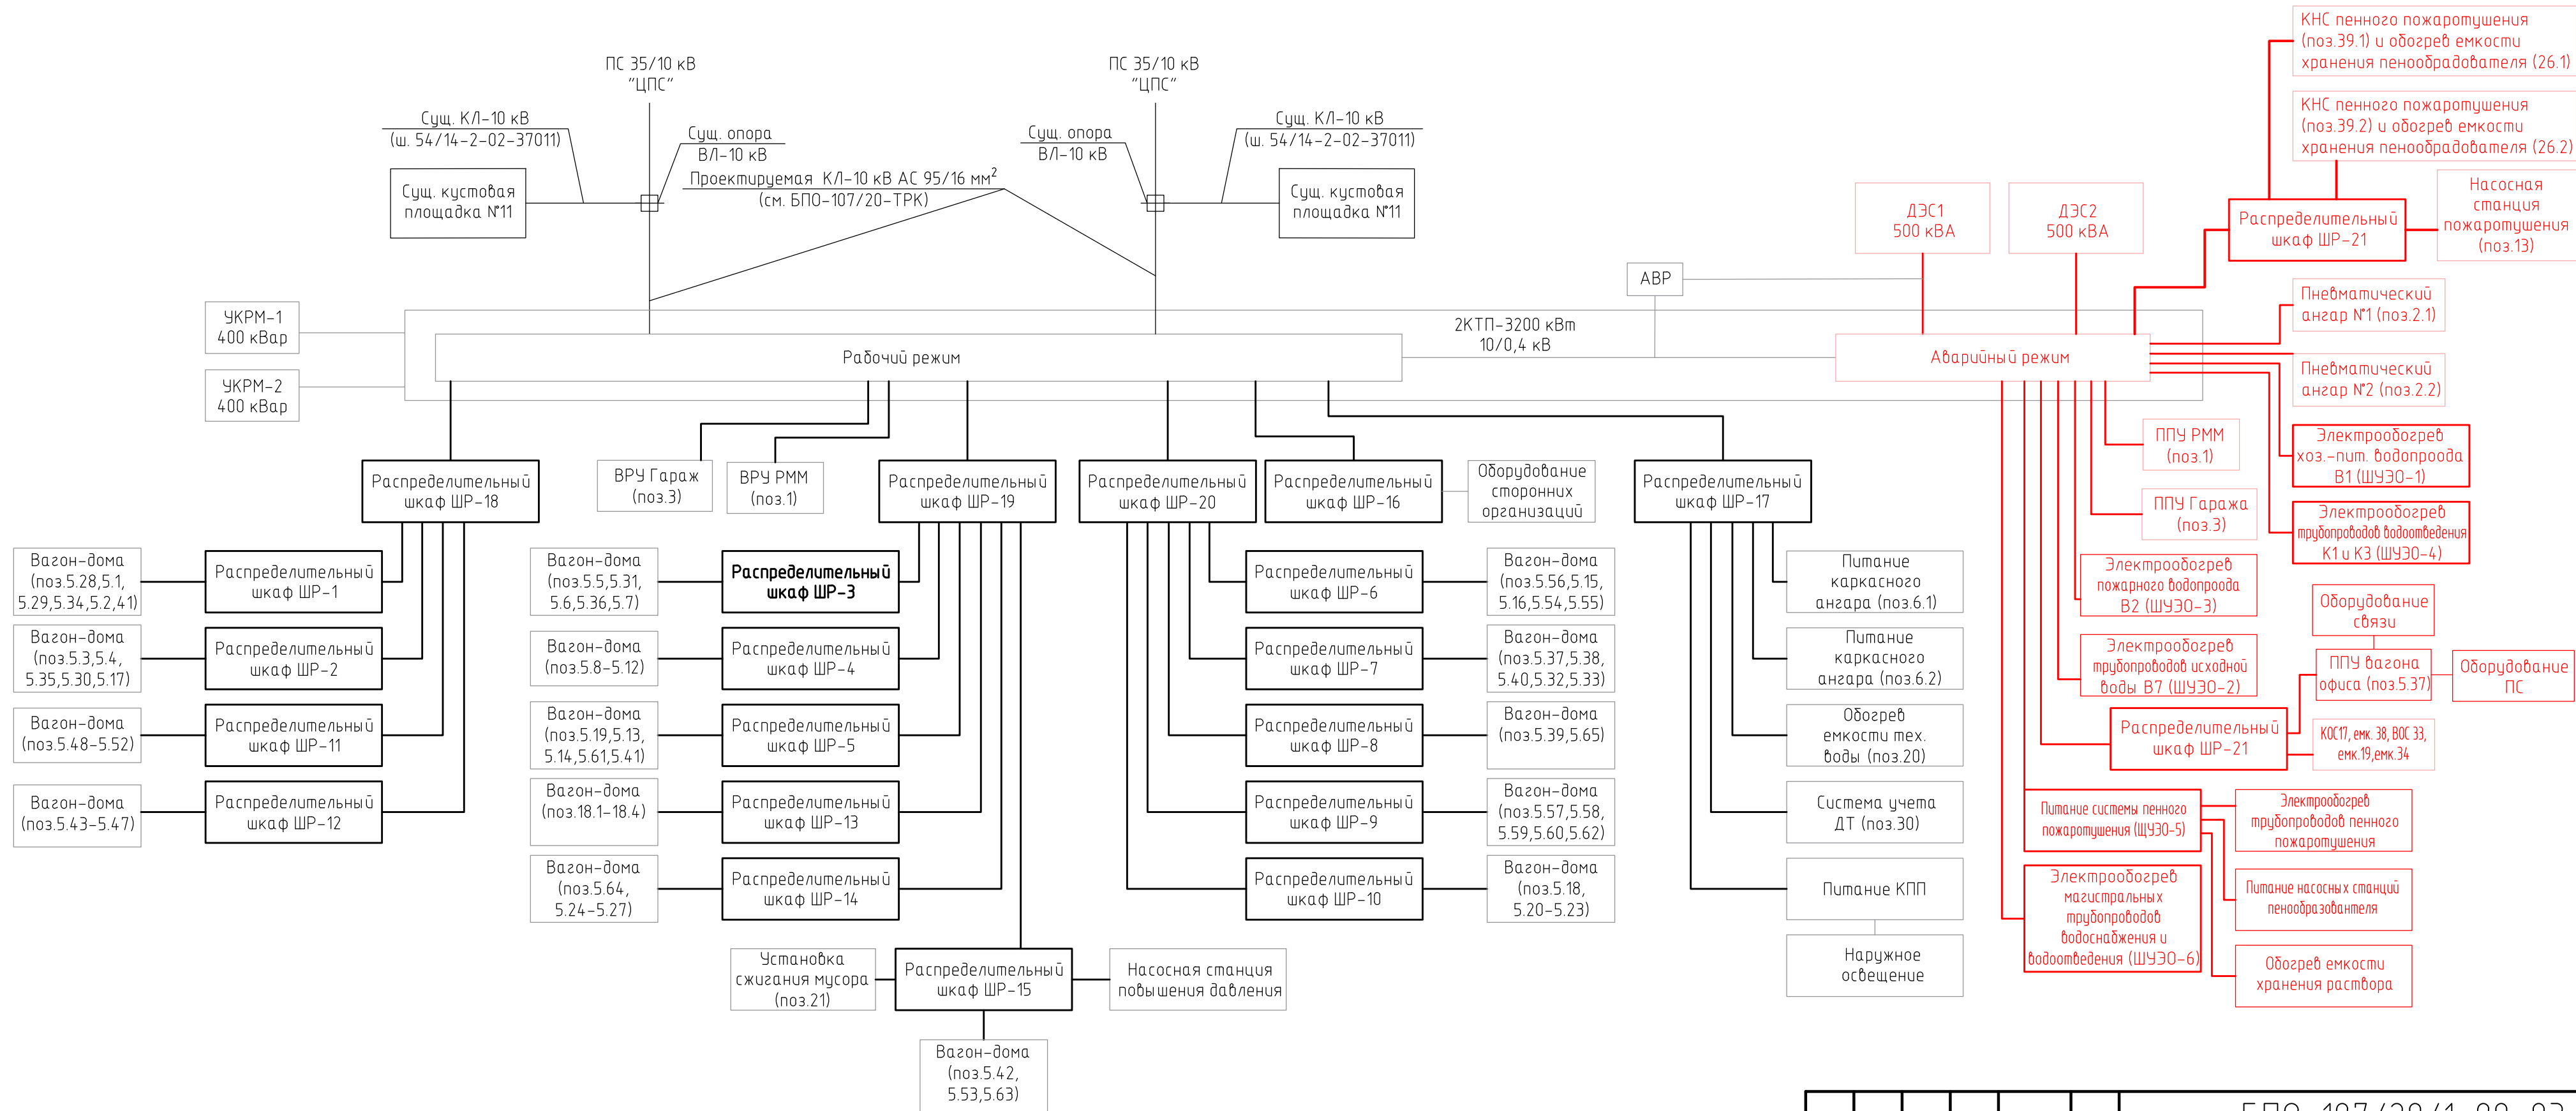 ПС 35/10 кВ
"ЦПС"
Сущ. КЛ-10 кВ
(ш. 54/14-2-02-37011)
Сущ. опора
ВЛ-10 кВ
Сущ. кустовая
площадка №11
Проектируемая КЛ-10 кВ АС 95/16 мм²
(см. БПО-107/20-ТРК)
ПС 35/10 кВ
"ЦПС"
Сущ. опора
ВЛ-10 кВ
Сущ. КЛ-10 кВ
(ш. 54/14-2-02-37011)
Сущ. кустовая
площадка №11
УКРМ-1
400 кВар
УКРМ-2
400 кВар
Рабочий режим
2КТП-3200 кВт
10/0,4 кВ
АВР
ДЭС1
500 кВА
ДЭС2
500 кВА
Аварийный режим
КНС пенного пожаротушения
(поз.39.1) и обогрев емкости
хранения пенообрадователя (26.1)
КНС пенного пожаротушения
(поз.39.2) и обогрев емкости
хранения пенообрадователя (26.2)
Распределительный
шкаф ШР-21
Насосная
станция
пожаротушения
(поз.13)
Пневматический
ангар №1 (поз.2.1)
Пневматический
ангар №2 (поз.2.2)
Электрообогрев
хоз.-пит. водопроода
В1 (ШУЭО-1)
Электрообогрев
трубопроводов водоотведения
К1 и К3 (ШУЭО-4)
ППУ РММ
(поз.1)
ППУ Гаража
(поз.3)
Электрообогрев
пожарного водопроода
В2 (ШУЭО-3)
Электрообогрев
трубопроводов исходной
воды В7 (ШУЭО-2)
Оборудование
связи
ППУ вагона
офиса (поз.5.37)
Оборудование
ПС
Распределительный
шкаф ШР-21
КОС17, емк. 38, ВОС 33,
емк.19,емк.34
Питание системы пенного
пожаротушения (ЩУЭО-5)
Электрообогрев
трубопроводов пенного
пожаротушения
Питание насосных станций
пенообразовантеля
Обогрев емкости
хранения раствора
Электрообогрев
магистральных
трубопроводов
водоснабжения и
водоотведения (ШУЭО-6)
Распределительный
шкаф ШР-18
ВРУ Гараж
(поз.3)
ВРУ РММ
(поз.1)
Распределительный
шкаф ШР-19
Распределительный
шкаф ШР-20
Распределительный
шкаф ШР-16
Оборудование
сторонних
организаций
Распределительный
шкаф ШР-17
Вагон-дома
(поз.5.28,5.1,
5.29,5.34,5.2,41)
Распределительный
шкаф ШР-1
Вагон-дома
(поз.5.3,5.4,
5.35,5.30,5.17)
Распределительный
шкаф ШР-2
Вагон-дома
(поз.5.48-5.52)
Распределительный
шкаф ШР-11
Вагон-дома
(поз.5.43-5.47)
Распределительный
шкаф ШР-12
Вагон-дома
(поз.5.5,5.31,
5.6,5.36,5.7)
Распределительный
шкаф ШР-3
Вагон-дома
(поз.5.8-5.12)
Распределительный
шкаф ШР-4
Вагон-дома
(поз.5.19,5.13,
5.14,5.61,5.41)
Распределительный
шкаф ШР-5
Вагон-дома
(поз.18.1-18.4)
Распределительный
шкаф ШР-13
Вагон-дома
(поз.5.64,
5.24-5.27)
Распределительный
шкаф ШР-14
Установка
сжигания мусора
(поз.21)
Распределительный
шкаф ШР-15
Насосная станция
повышения давления
Вагон-дома
(поз.5.42,
5.53,5.63)
Распределительный
шкаф ШР-6
Вагон-дома
(поз.5.56,5.15,
5.16,5.54,5.55)
Распределительный
шкаф ШР-7
Вагон-дома
(поз.5.37,5.38,
5.40,5.32,5.33)
Распределительный
шкаф ШР-8
Вагон-дома
(поз.5.39,5.65)
Распределительный
шкаф ШР-9
Вагон-дома
(поз.5.57,5.58,
5.59,5.60,5.62)
Распределительный
шкаф ШР-10
Вагон-дома
(поз.5.18,
5.20-5.23)
Питание
каркасного
ангара (поз.6.1)
Питание
каркасного
ангара (поз.6.2)
Обогрев
емкости тех.
воды (поз.20)
Система учета
ДТ (поз.30)
Питание КПП
Наружное
освещение